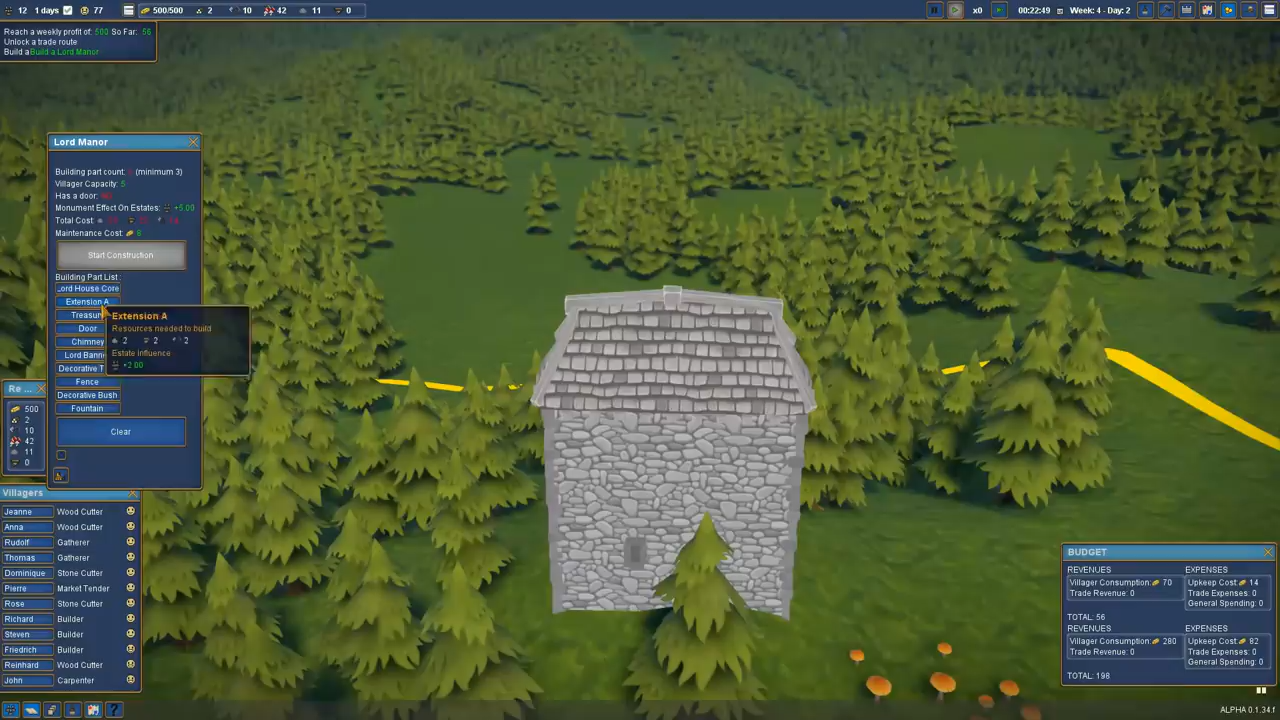 12 1 days 77 500/500 2 10 42 11 0 x0 00:22:49 Week: 4 - Day: 2
Reach a weekly profit of: 500 So Far: 56
Unlock a trade route
Build a Build a Lord Manor
Lord Manor
Building part count: (minimum 3)
Villager Capacity: 5
Has a door:
Monument Effect On Estates: +5.00
Total Cost:
Maintenance Cost: 8
Start Construction
Building Part List :
.ord House Core
Extension A
Treasur
Door
Chimney
Lord Bann
Decorative T
Fence
Decorative Bush
Fountain
Clear
Extension A
Resources needed to build
2 2 2
Estate Influence
+2.00
Re ...
500
2
10
42
11
0
Villagers
Jeanne Wood Cutter
Anna Wood Cutter
Rudolf Gatherer
Thomas Gatherer
Dominique Stone Cutter
Pierre Market Tender
Rose Stone Cutter
Richard Builder
Steven Builder
Friedrich Builder
Reinhard Wood Cutter
John Carpenter
BUDGET
REVENUES EXPENSES
Villager Consumption: 70 Upkeep Cost: 14
Trade Revenue: 0 Trade Expenses: 0
General Spending: 0
TOTAL: 56
REVENUES EXPENSES
Villager Consumption: 280 Upkeep Cost: 82
Trade Revenue: 0 Trade Expenses: 0
General Spending: 0
TOTAL: 198
ALPHA 0.1.34.f